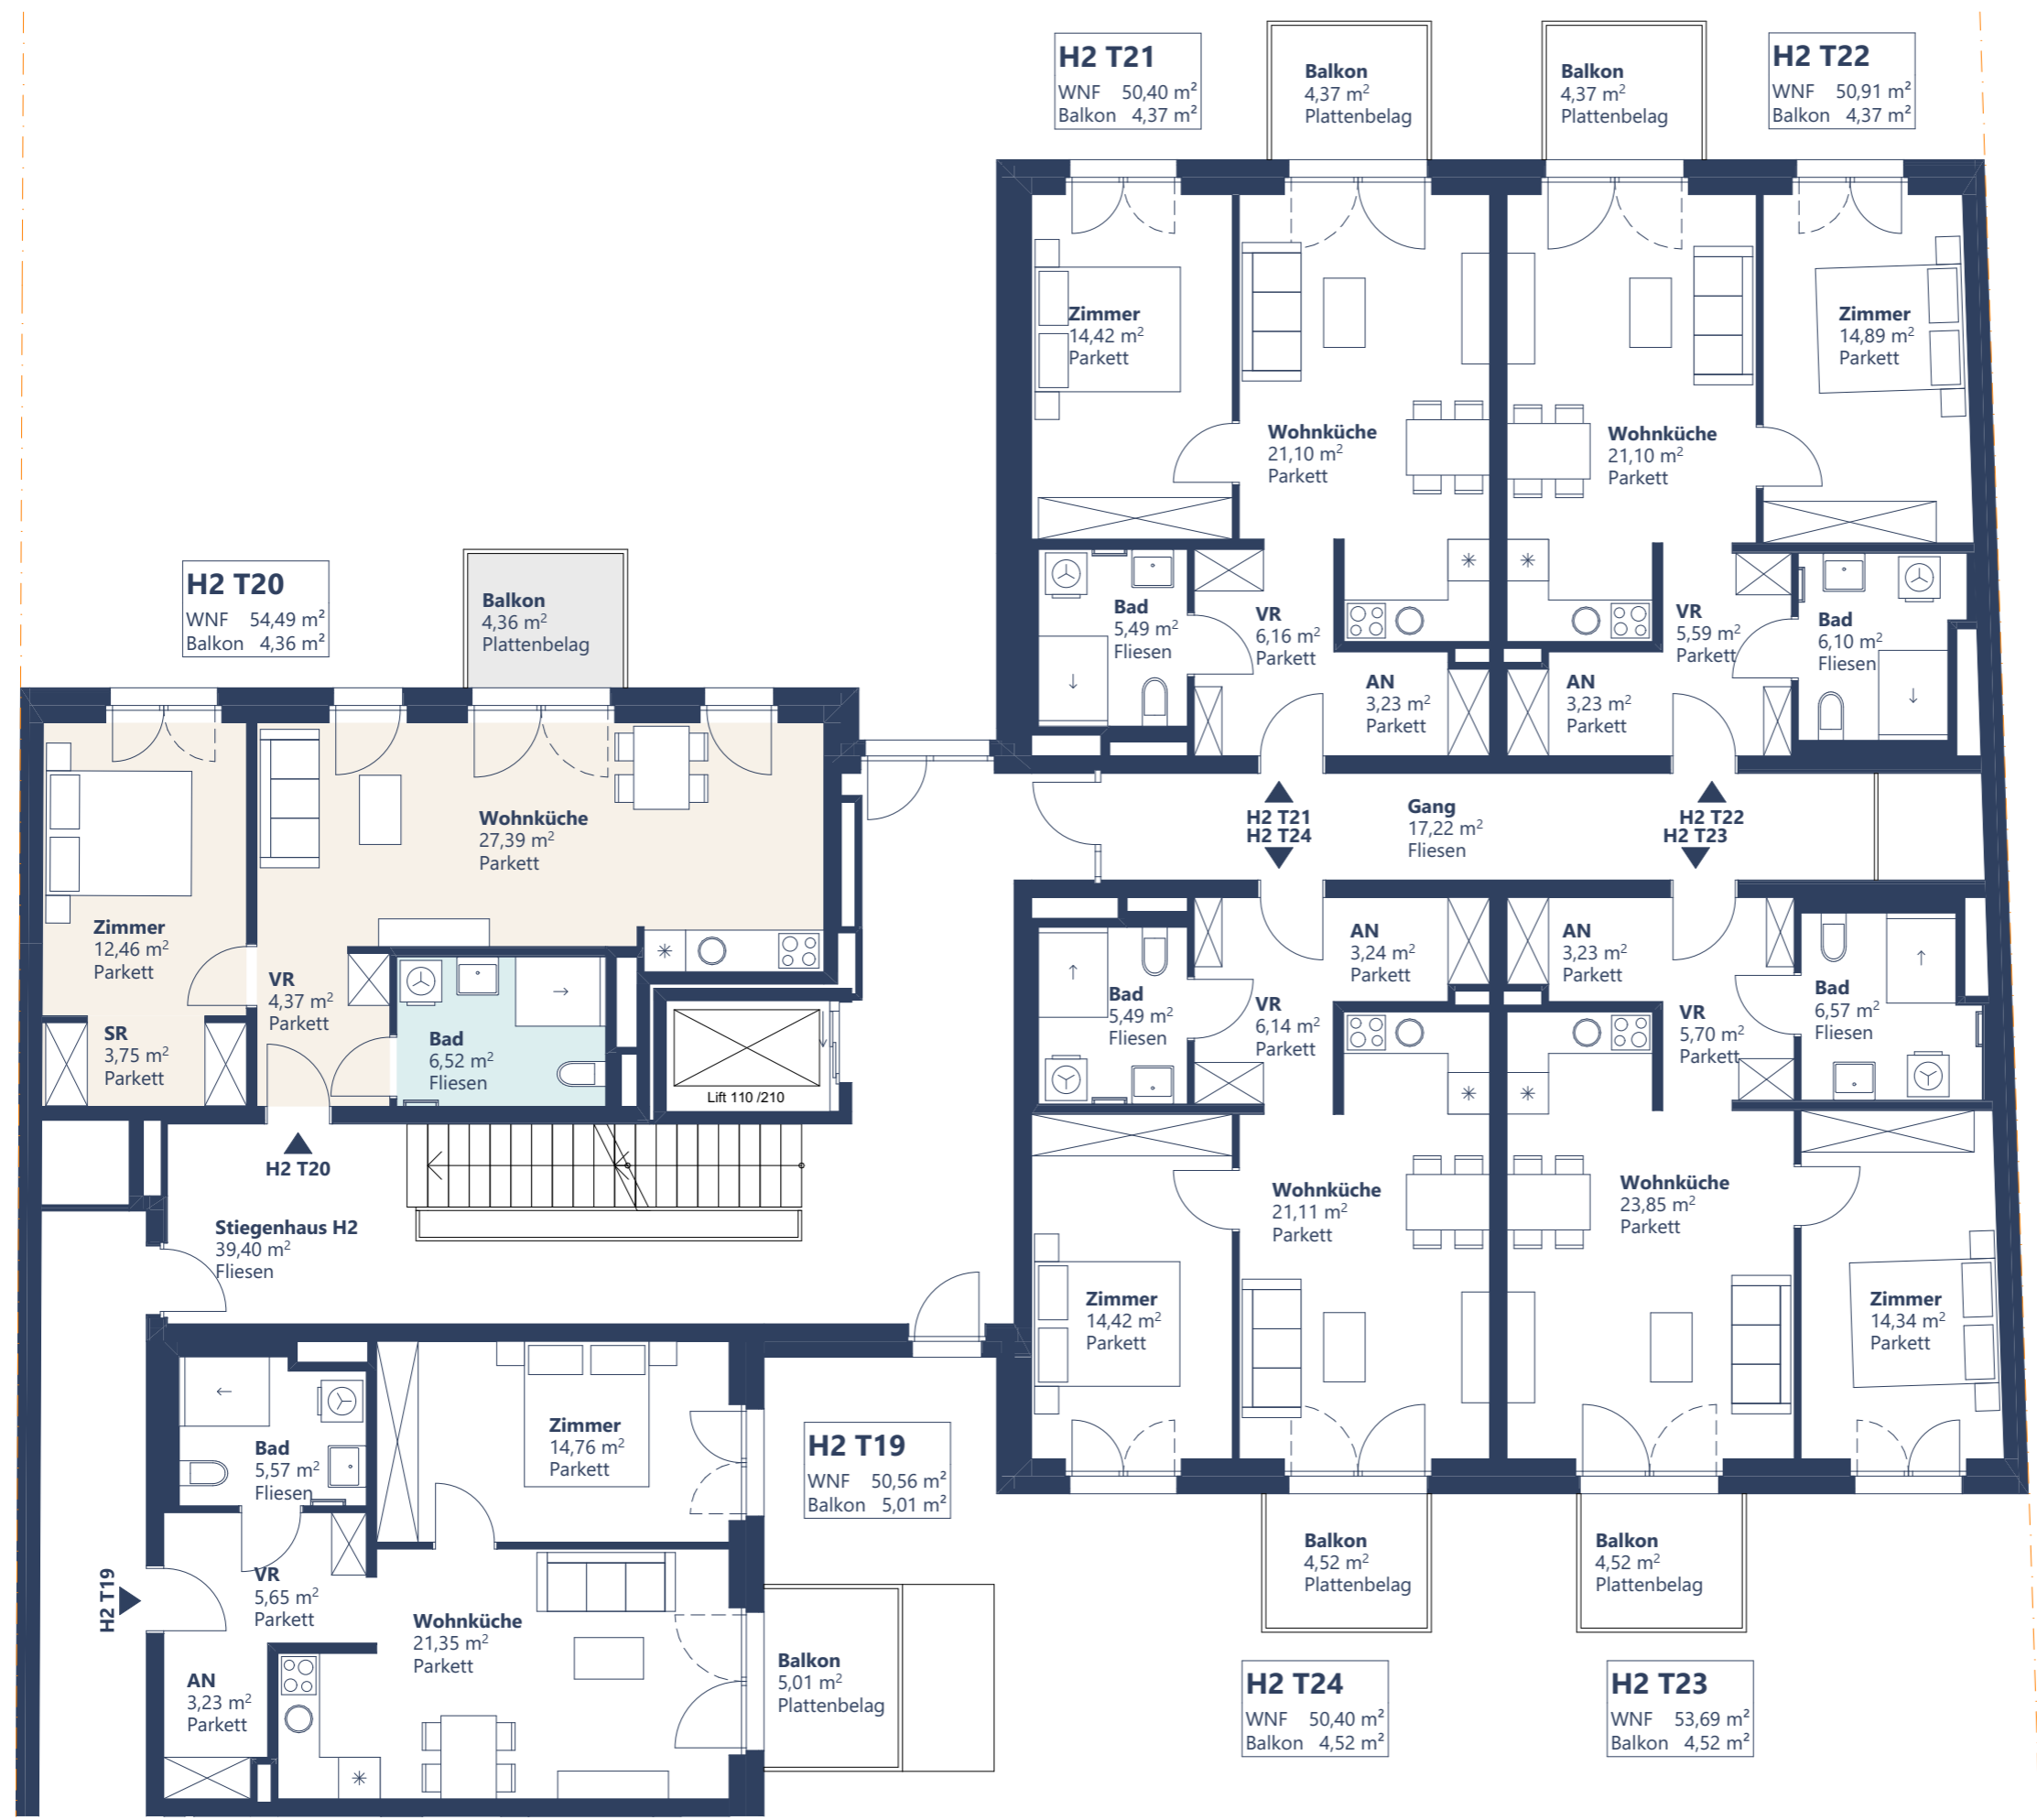 H2 T21
WNF 50,40 m²
Balkon 4,37 m²
Balkon
4,37 m²
Plattenbelag
Balkon
4,37 m²
Plattenbelag
H2 T22
WNF 50,91 m²
Balkon 4,37 m²
Zimmer
14,42 m²
Parkett
Wohnküche
21,10 m²
Parkett
Wohnküche
21,10 m²
Parkett
Zimmer
14,89 m²
Parkett
Bad
5,49 m²
Fliesen
VR
6,16 m²
Parkett
AN
3,23 m²
Parkett
AN
3,23 m²
Parkett
VR
5,59 m²
Parkett
Bad
6,10 m²
Fliesen
H2 T20
WNF 54,49 m²
Balkon 4,36 m²
Balkon
4,36 m²
Plattenbelag
Wohnküche
27,39 m²
Parkett
Zimmer
12,46 m²
Parkett
SR
3,75 m²
Parkett
VR
4,37 m²
Parkett
Bad
6,52 m²
Fliesen
Lift 110 /210
H2 T20
Stiegenhaus H2
39,40 m²
Fliesen
H2 T21
H2 T24
Gang
17,22 m²
Fliesen
H2 T22
H2 T23
Bad
5,49 m²
Fliesen
VR
6,14 m²
Parkett
AN
3,24 m²
Parkett
AN
3,23 m²
Parkett
VR
5,70 m²
Parkett
Bad
6,57 m²
Fliesen
Zimmer
14,42 m²
Parkett
Wohnküche
21,11 m²
Parkett
Wohnküche
23,85 m²
Parkett
Zimmer
14,34 m²
Parkett
Bad
5,57 m²
Fliesen
Zimmer
14,76 m²
Parkett
H2 T19
WNF 50,56 m²
Balkon 5,01 m²
H2 T19
VR
5,65 m²
Parkett
AN
3,23 m²
Parkett
Wohnküche
21,35 m²
Parkett
Balkon
5,01 m²
Plattenbelag
Balkon
4,52 m²
Plattenbelag
Balkon
4,52 m²
Plattenbelag
H2 T24
WNF 50,40 m²
Balkon 4,52 m²
H2 T23
WNF 53,69 m²
Balkon 4,52 m²